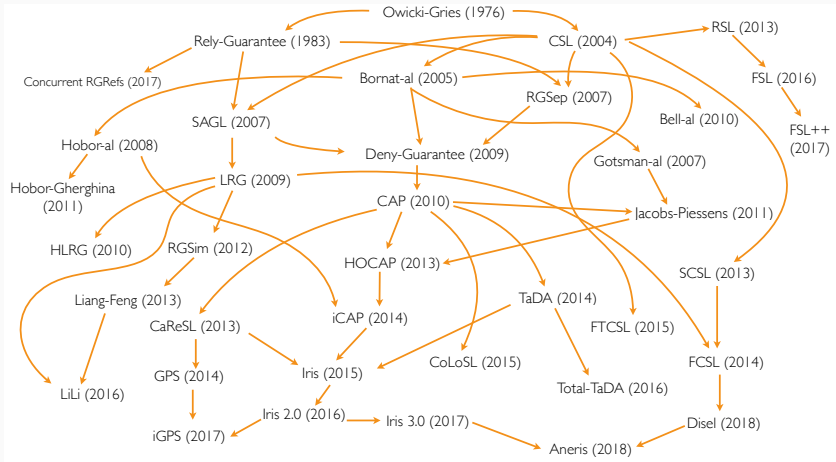 Owicki-Gries (1976)
Rely-Guarantee (1983)
CSL (2004)
RSL (2013)
Concurrent RGRefs (2017)
Bornat-al (2005)
FSL (2016)
RGSep (2007)
SAGL (2007)
Bell-al (2010)
FSL++
(2017)
Hobor-al (2008)
Deny-Guarantee (2009)
Gotsman-al (2007)
Hobor-Gherghina
(2011)
LRG (2009)
CAP (2010)
Jacobs-Piessens (2011)
HLRG (2010)
RGSim (2012)
HOCAP (2013)
SCSL (2013)
Liang-Feng (2013)
TaDA (2014)
CaReSL (2013)
iCAP (2014)
FTCSL (2015)
GPS (2014)
Iris (2015)
CoLoSL (2015)
FCSL (2014)
LiLi (2016)
Total-TaDA (2016)
Iris 2.0 (2016)
Iris 3.0 (2017)
Disel (2018)
iGPS (2017)
Aneris (2018)